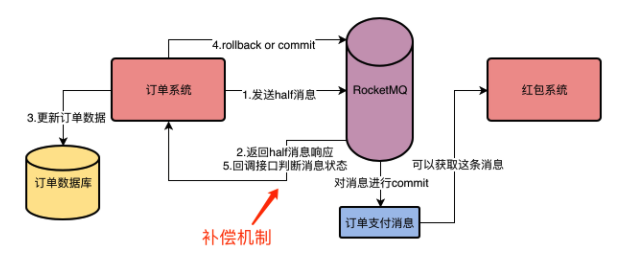 4.rollback or commit
订单系统
1.发送half消息
RocketMQ
红包系统
3.更新订单数据
2.返回half消息响应
5.回调接口判断消息状态
可以获取这条消息
订单数据库
对消息进行commit
订单支付消息
补偿机制